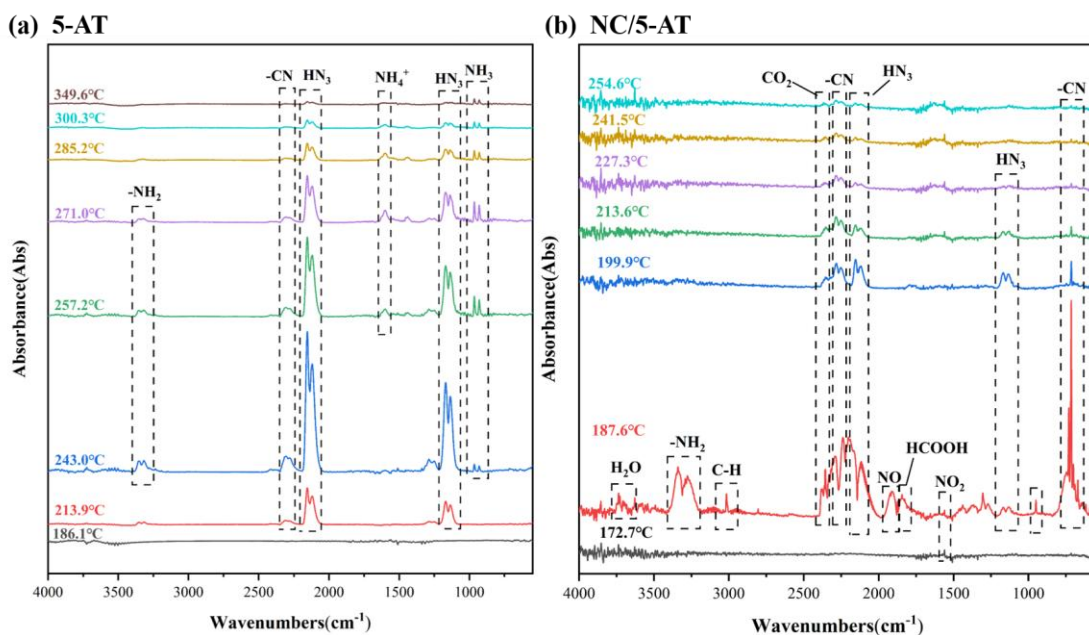 (a) 5-AT
-CN HN3 NH4+ HN3 NH3
349.6°C
300.3°C
285.2°C
-NH2
271.0°C
257.2°C
243.0°C
213.9°C
186.1°C
Absorbance(Abs)
4000 3500 3000 2500 2000 1500 1000
Wavenumbers(cm-1)
(b) NC/5-AT
CO2 -CN HN3
-CN
254.6°C
241.5°C
227.3°C
HN3
213.6°C
199.9°C
187.6°C
H2O -NH2 C-H NO HCOOH NO2
172.7°C
Absorbance(Abs)
4000 3500 3000 2500 2000 1500 1000
Wavenumbers(cm-1)